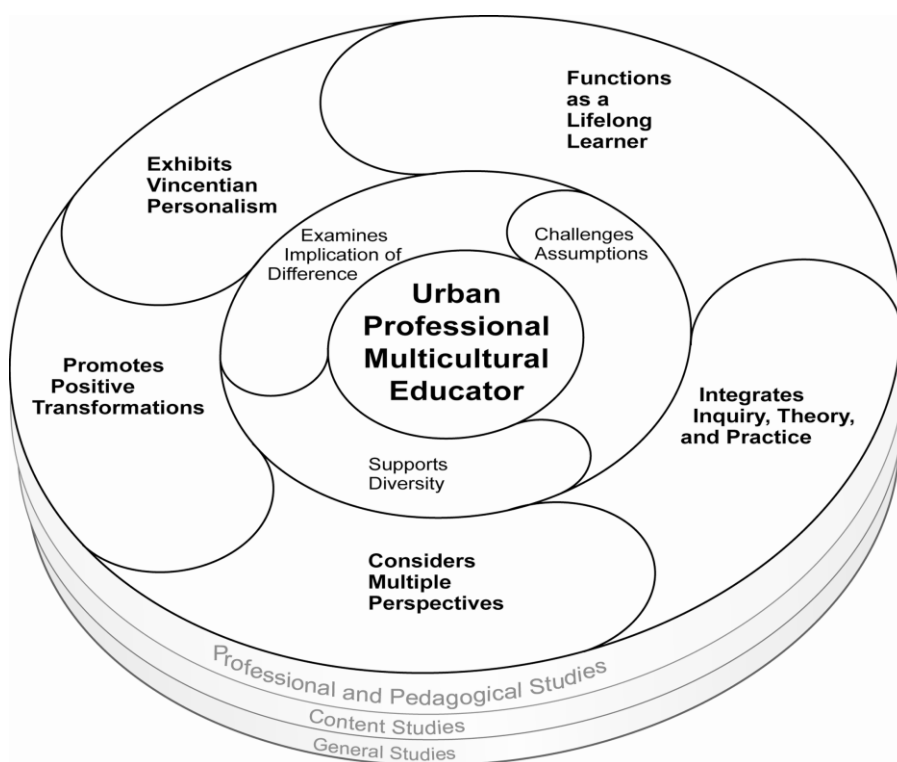 Functions
as a
Lifelong
Learner
Exhibits
Vincentian
Personalism
Examines
Implication of
Difference
Challenges
Assumptions
Urban
Professional
Multicultural
Educator
Promotes
Positive
Transformations
Integrates
Inquiry, Theory,
and Practice
Supports
Diversity
Considers
Multiple
Perspectives
Professional and Pedagogical Studies
Content Studies
General Studies